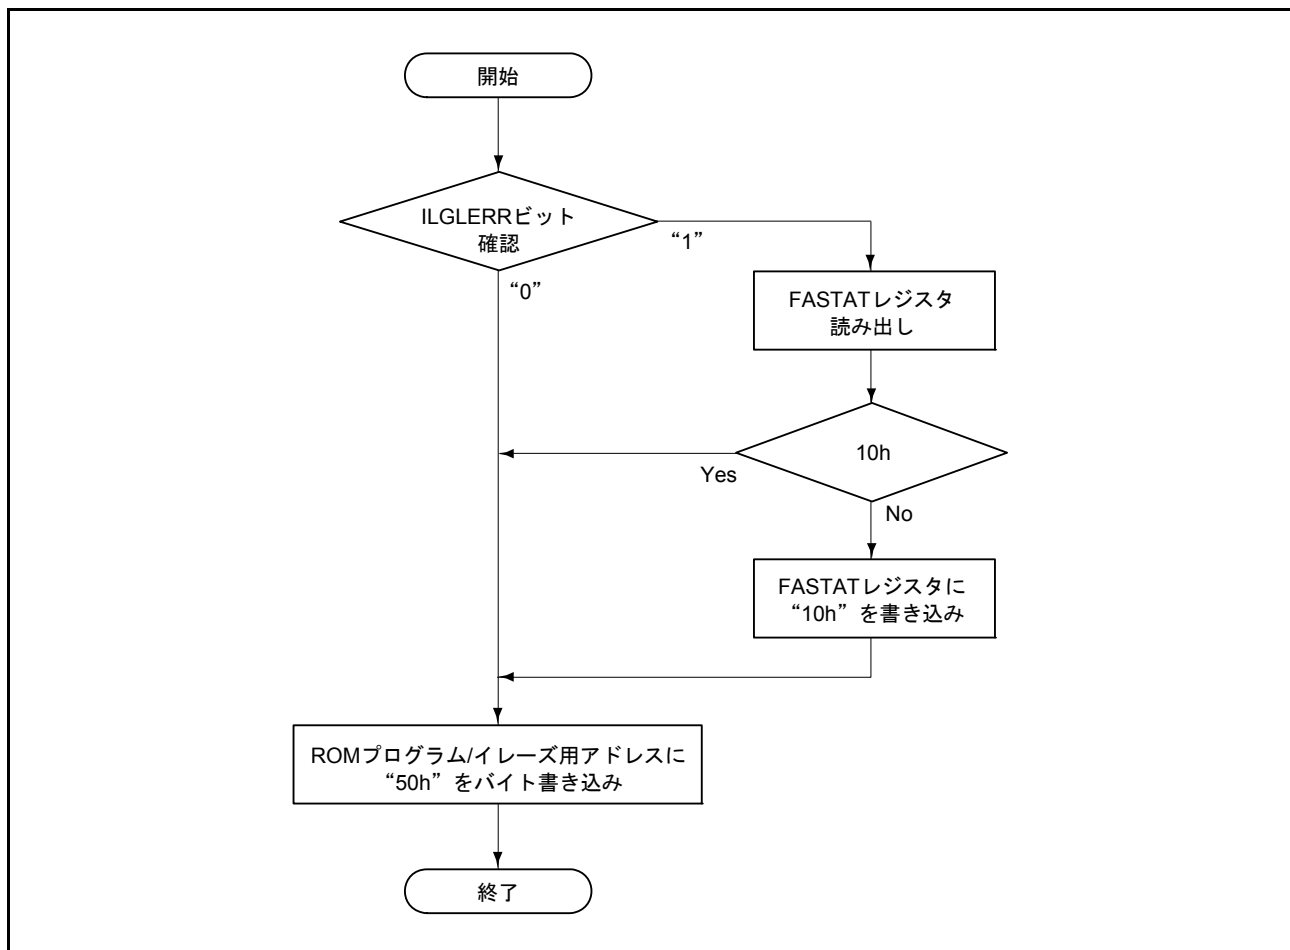 開始
ILGLERRビット
確認
“1”
“0”
FASTATレジスタ
読み出し
10h
Yes
No
FASTATレジスタに
“10h”を書き込み
ROMプログラム/イレーズ用アドレスに
“50h”をバイト書き込み
終了